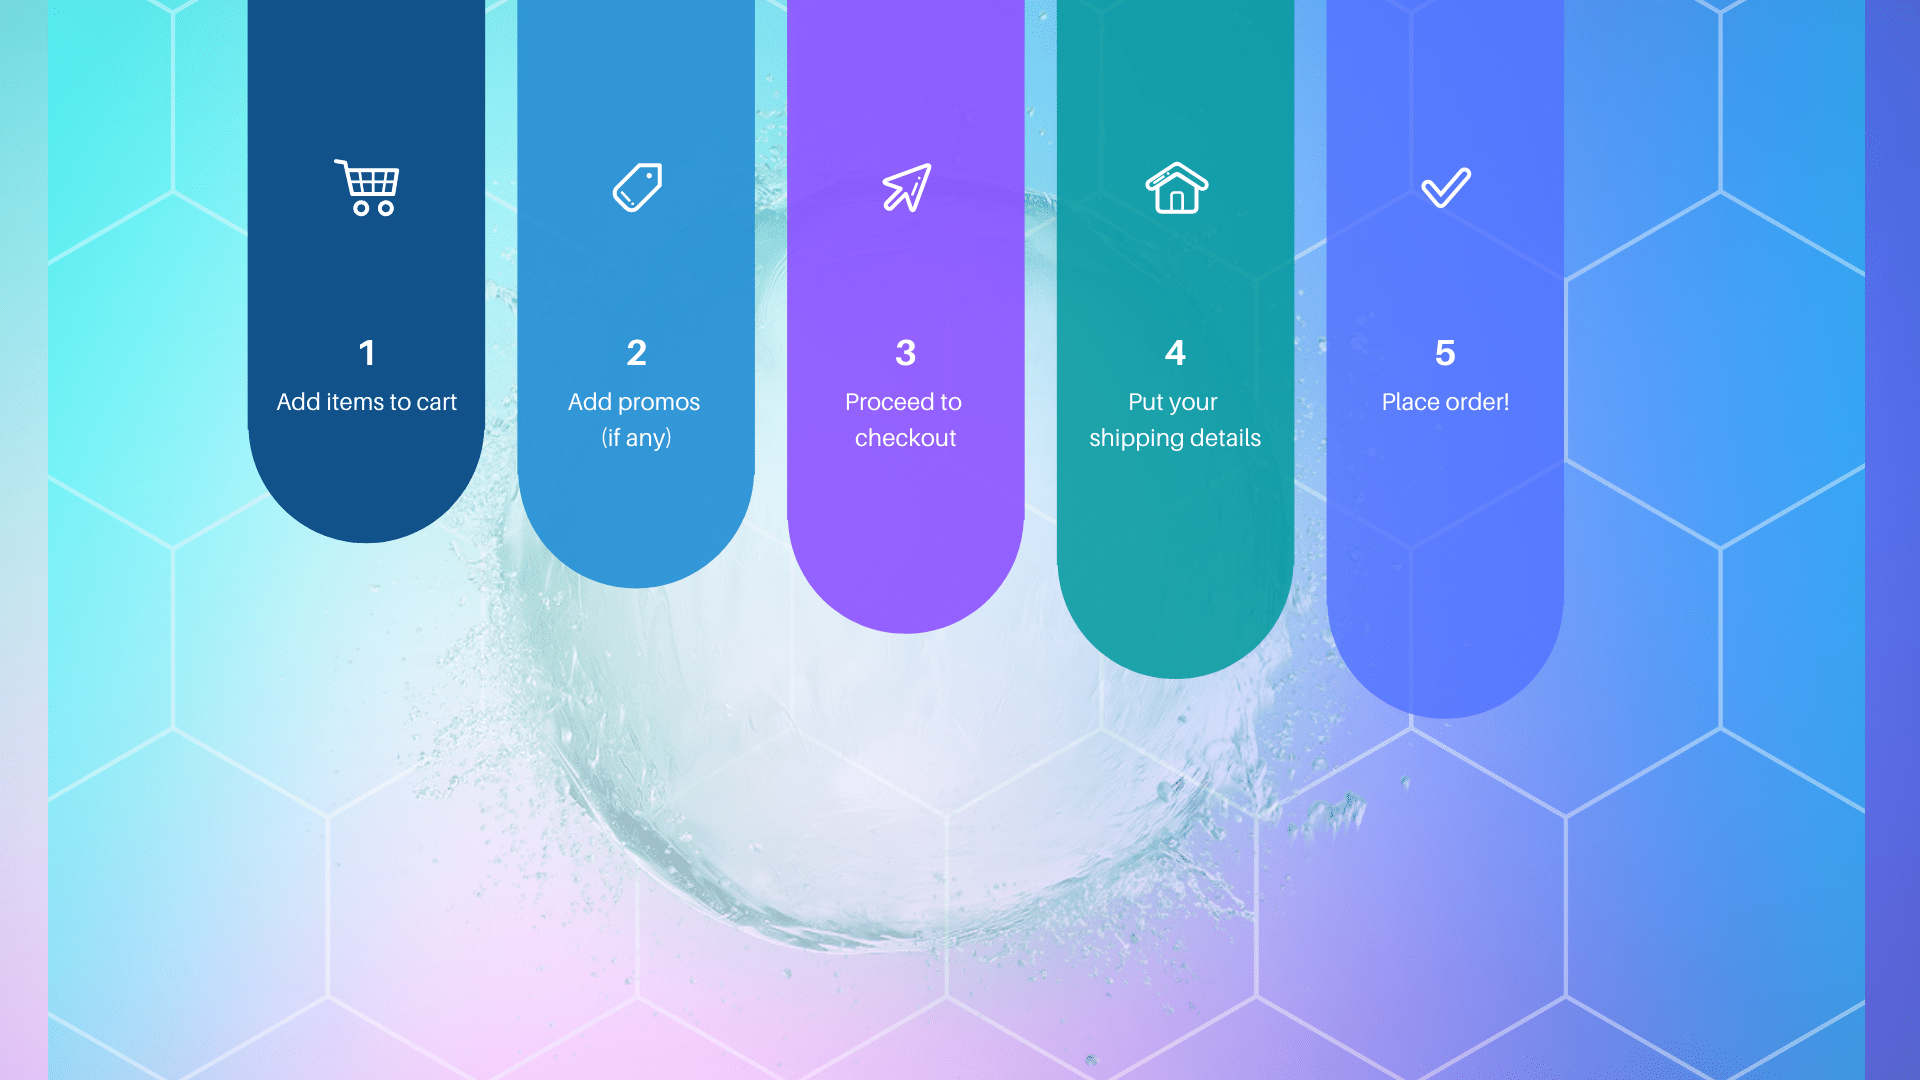 1
Add items to cart
2
Add promos
(if any)
3
Proceed to
checkout
4
Put your
shipping details
5
Place order!